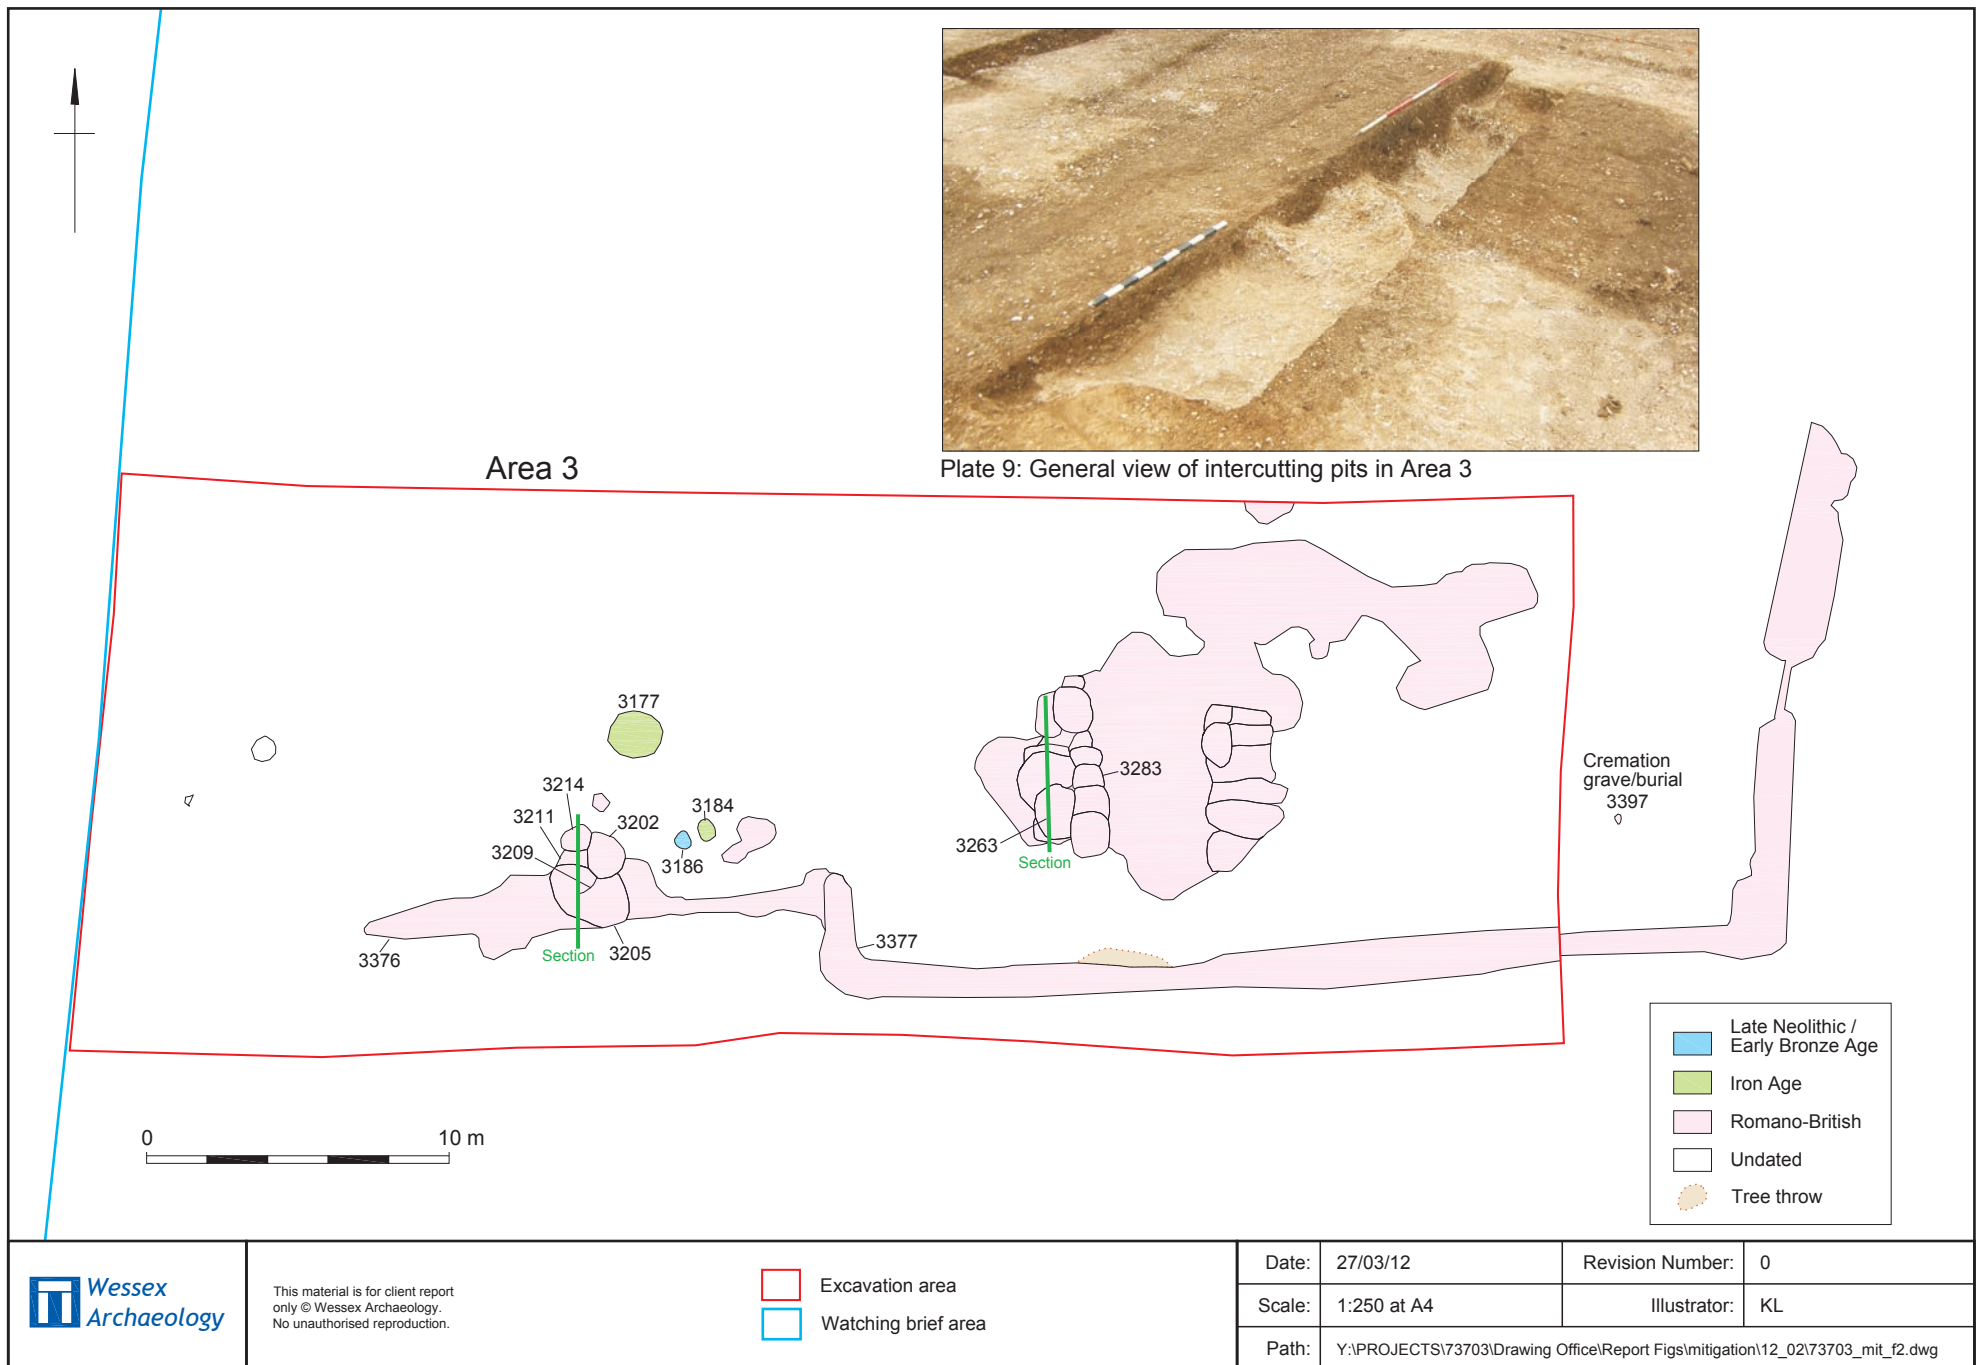 Plate 9: General view of intercutting pits in Area 3
Area 3
3177
3214
3211
3202
3184
3209
3186
3205
3376
Section
3377
3283
3263
Section
Cremation
grave/burial
3397
0 10 m
Late Neolithic /
Early Bronze Age
Iron Age
Romano-British
Undated
Tree throw
Wessex
Archaeology
This material is for client report
only © Wessex Archaeology.
No unauthorised reproduction.
Excavation area
Watching brief area
Date: 27/03/12 Revision Number: 0
Scale: 1:250 at A4 Illustrator: KL
Path: Y:\PROJECTS\73703\Drawing Office\Report Figs\mitigation\12_02\73703_mit_f2.dwg